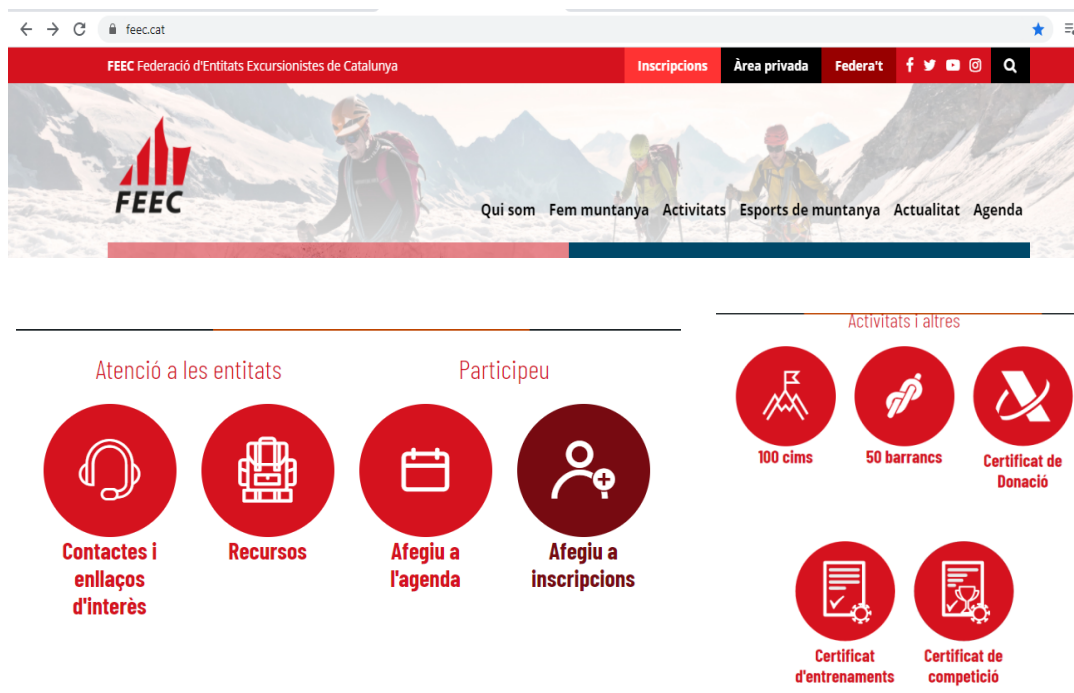 feec.cat
FEEC Federació d'Entitats Excursionistes de Catalunya
Inscripcions
Àrea privada
Federa't
FEEC
Qui som
Fem muntanya
Activitats
Esports de muntanya
Actualitat
Agenda
Atenció a les entitats
Participeu
Contactes i
enllaços
d'interès
Recursos
Afegiu a
l'agenda
Afegiu a
inscripcions
Activitats i altres
100 cims
50 barrancs
Certificat de
Donació
Certificat
d'entrenaments
Certificat de
competició